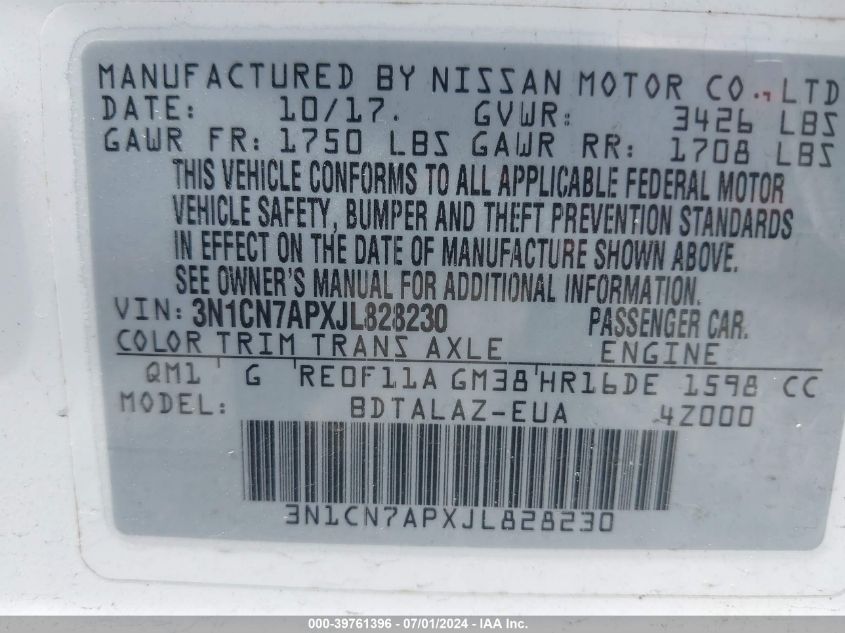 MANUFACTURED BY NISSAN MOTOR CO., LTD
DATE: 10/17. GVWR: 3426 LBS
GAWR FR: 1750 LBS GAWR RR: 1708 LBS
THIS VEHICLE CONFORMS TO ALL APPLICABLE FEDERAL MOTOR
VEHICLE SAFETY, BUMPER AND THEFT PREVENTION STANDARDS
IN EFFECT ON THE DATE OF MANUFACTURE SHOWN ABOVE.
SEE OWNER'S MANUAL FOR ADDITIONAL INFORMATION.
VIN: 3N1CN7APXJL828230 PASSENGER CAR.
COLOR TRIM TRANS AXLE ENGINE
QM1 G RE0F11A GM38 HR16DE 1598 CC
MODEL: BDTALAZ-EUA 4Z000
3N1CN7APXJL828230
000-39761396 - 07/01/2024 - IAA Inc.